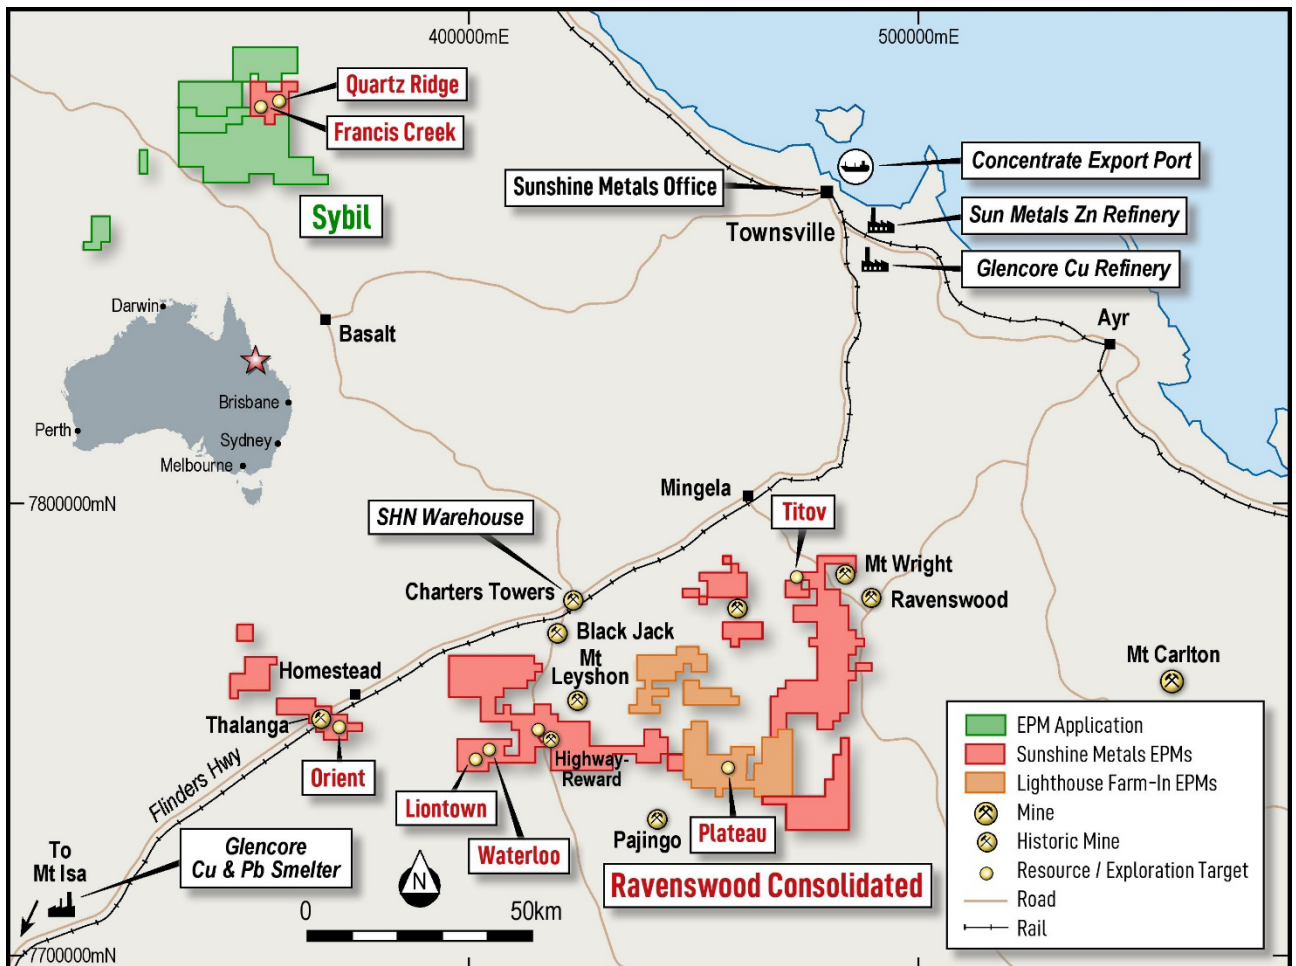 400000mE
500000mE
Quartz Ridge
Francis Creek
Sybil
Sunshine Metals Office
Concentrate Export Port
Sun Metals Zn Refinery
Townsville
Glencore Cu Refinery
Ayr
Basalt
Darwin
Brisbane
Perth
Sydney
Melbourne
7800000mN
Mingela
SHN Warehouse
Titov
Mt Wright
Charters Towers
Ravenswood
Black Jack
Mt
Leyshon
Mt Carlton
Homestead
Thalanga
Orient
Flinders Hwy
Highway-
Reward
Liontown
Waterloo
Pajingo
Plateau
Ravenswood Consolidated
To
Mt Isa
Glencore
Cu & Pb Smelter
N
0
50km
7700000mN
EPM Application
Sunshine Metals EPMs
Lighthouse Farm-In EPMs
Mine
Historic Mine
Resource / Exploration Target
Road
Rail